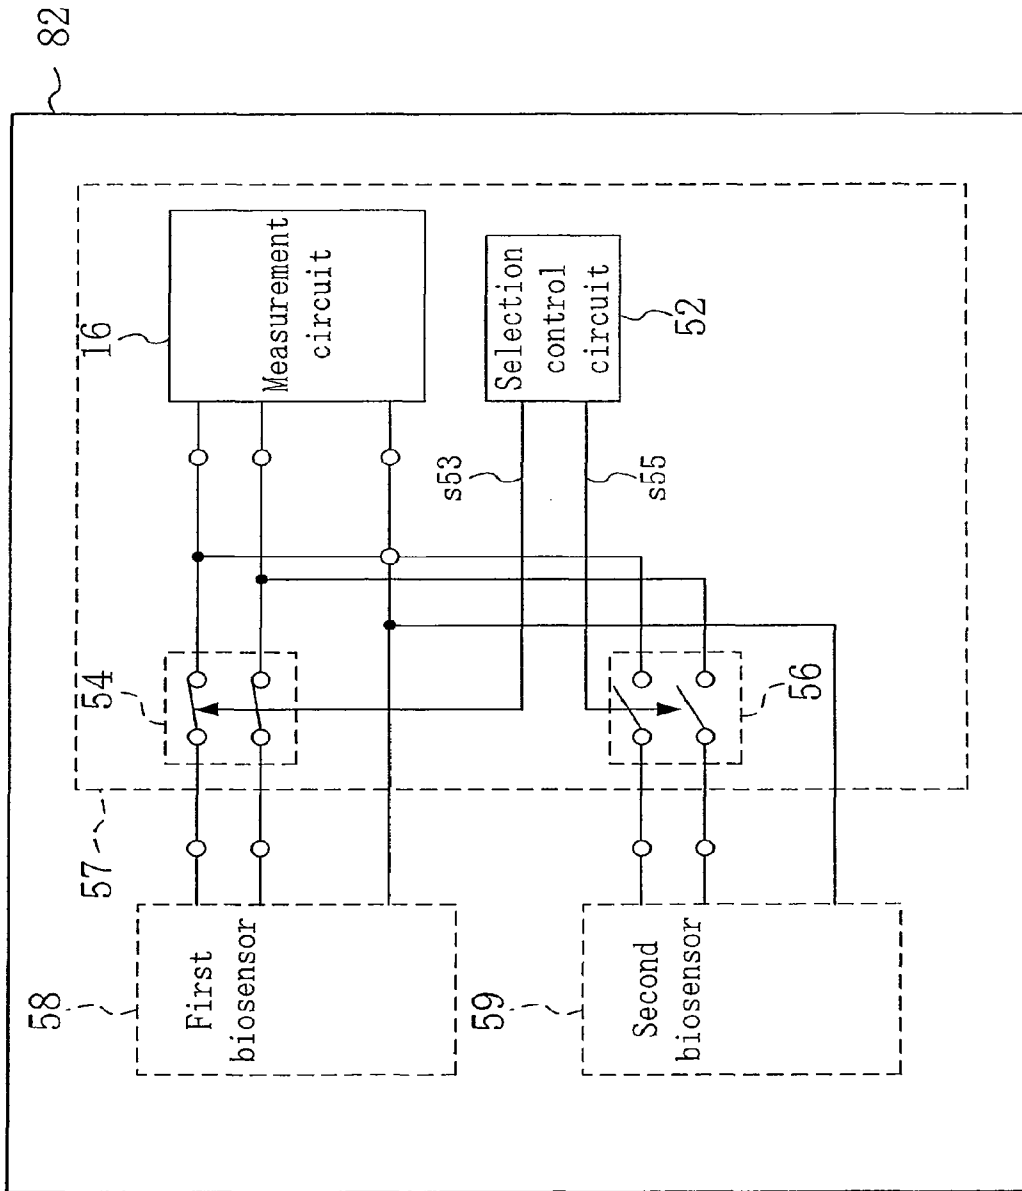 82
57
54
16
Measurement
circuit
s53
s55
Selection
control
circuit
52
56
58
First
biosensor
59
Second
biosensor